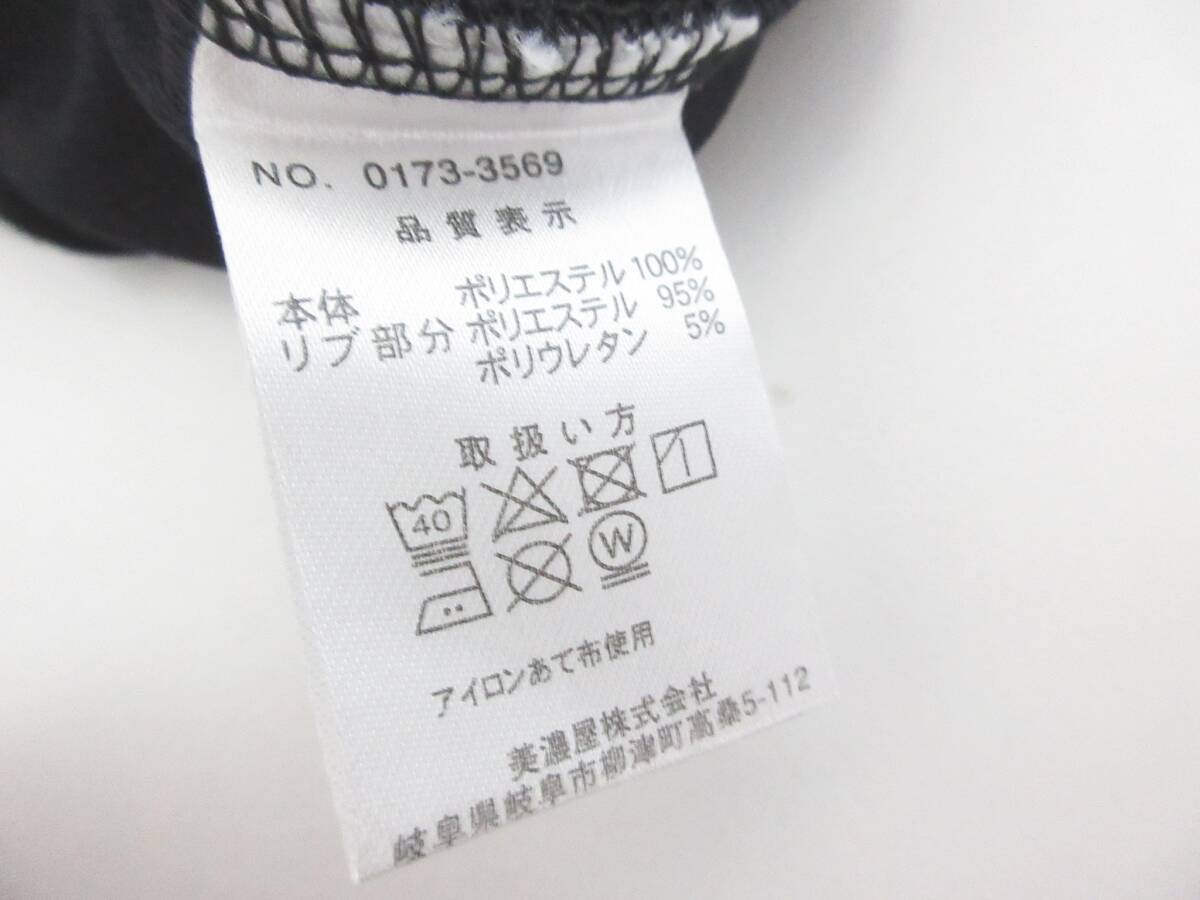 NO. 0173-3569
品質表示
本体 ポリエステル 100%
リブ部分 ポリエステル 95%
ポリウレタン 5%
取扱い方
40
W
アイロンあて布使用
美濃屋株式会社
岐阜県岐阜市柳津町高桑5-112